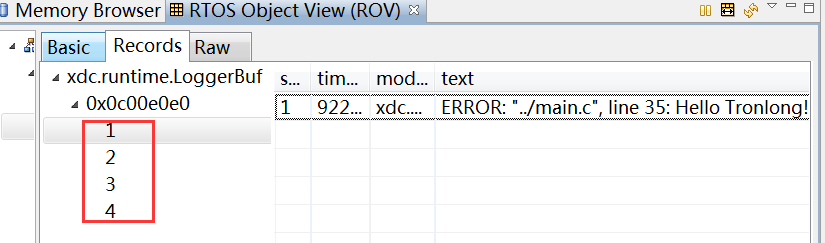 Memory Browser RTOS Object View (ROV)
Basic Records Raw
xdc.runtime.LoggerBuf
0x0c00e0e0
1
2
3
4
s... tim... mod... text
1 922... xdc.... ERROR: "../main.c", line 35: Hello Tronlong!